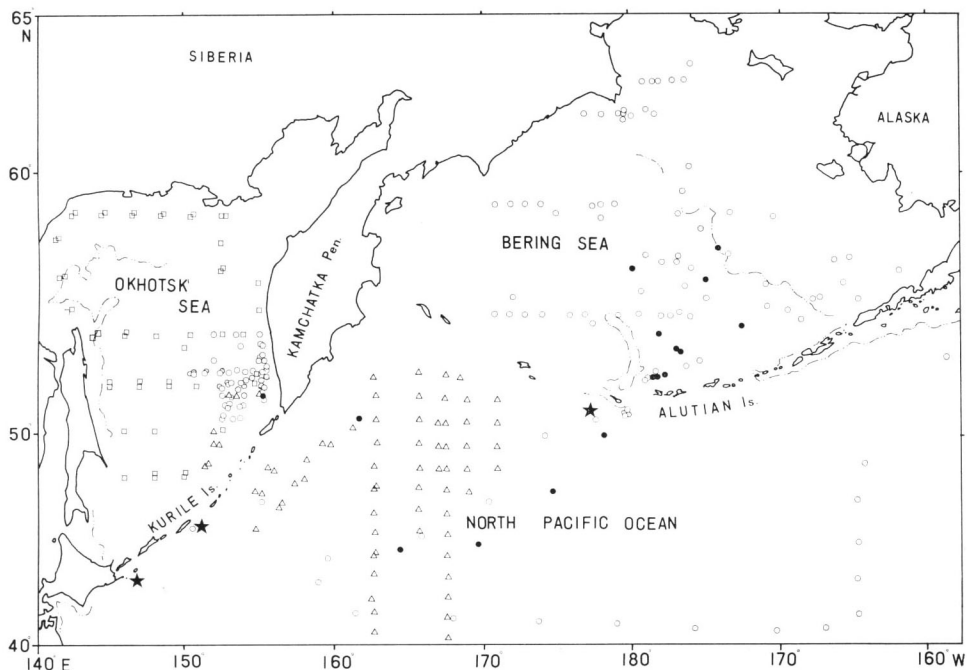 65°
N
SIBERIA
ALASKA
60°
KAMCHATKA Pen.
BERING SEA
OKHOTSK
SEA
ALUTIAN Is.
50°
KURILE Is.
NORTH PACIFIC OCEAN
40°
140°E 150° 160° 170° 180° 170° 160°W